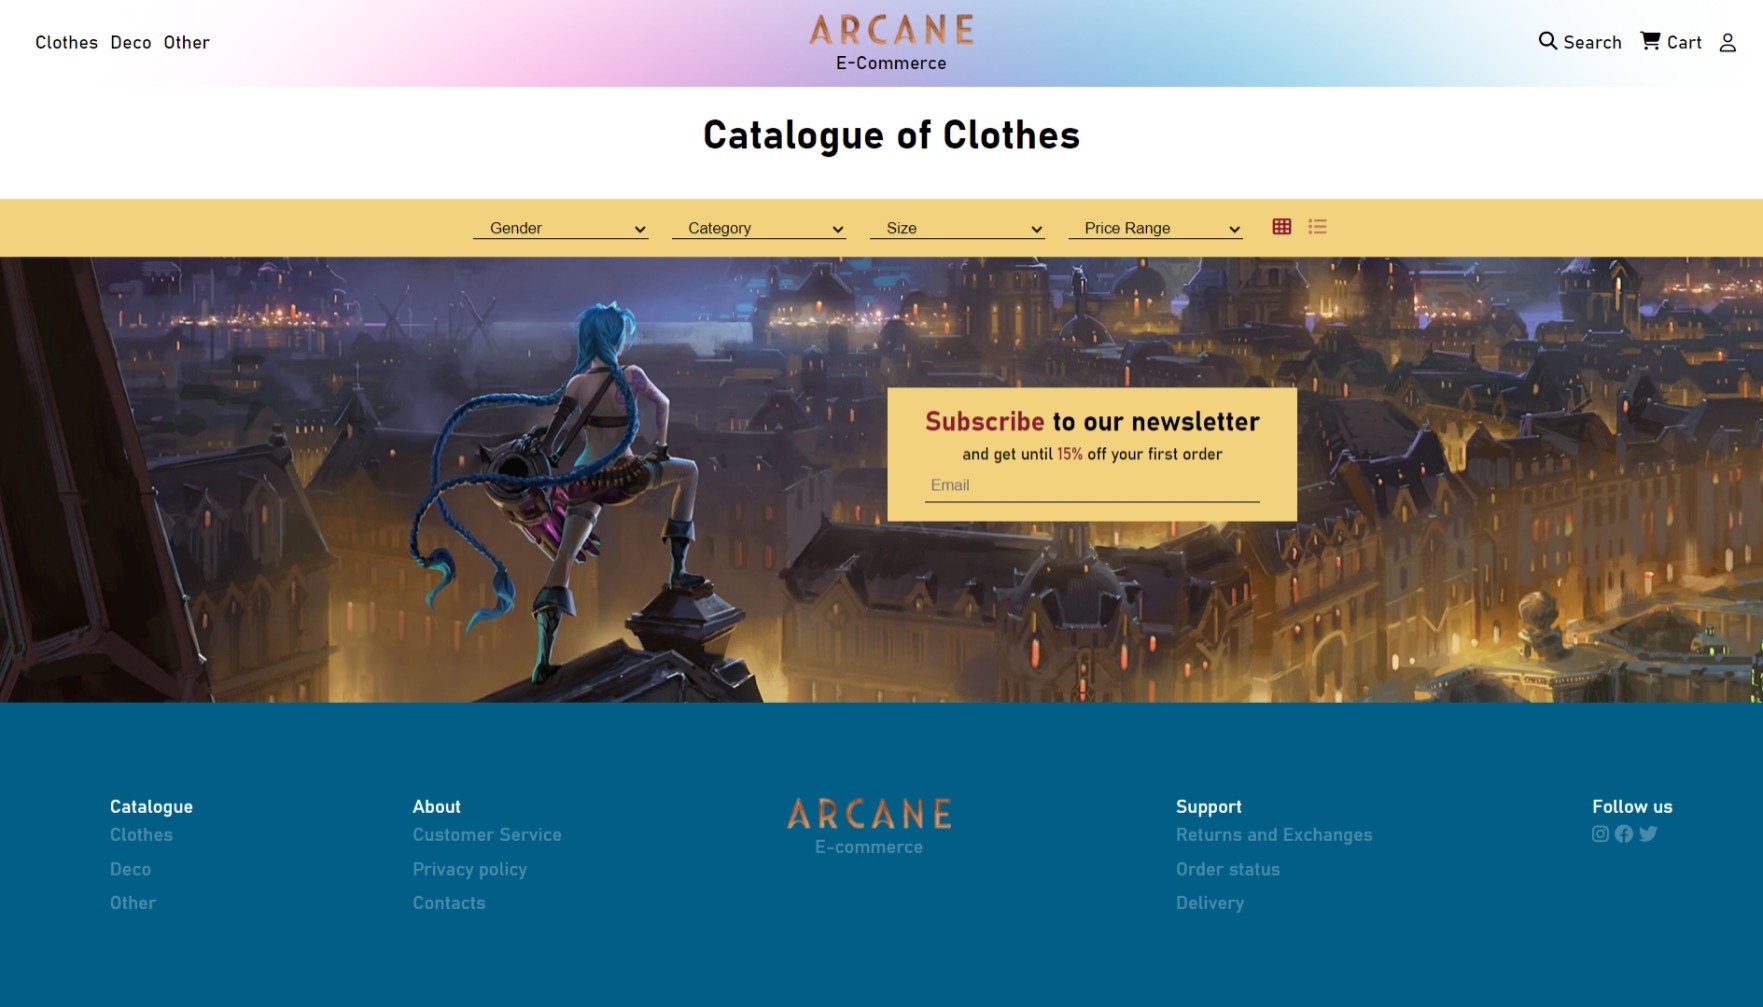 Clothes Deco Other
ARCANE
E-Commerce
Search Cart
Catalogue of Clothes
Gender Category Size Price Range
Subscribe to our newsletter
and get until 15% off your first order
Email
Catalogue
Clothes
Deco
Other
About
Customer Service
Privacy policy
Contacts
ARCANE
E-commerce
Support
Returns and Exchanges
Order status
Delivery
Follow us